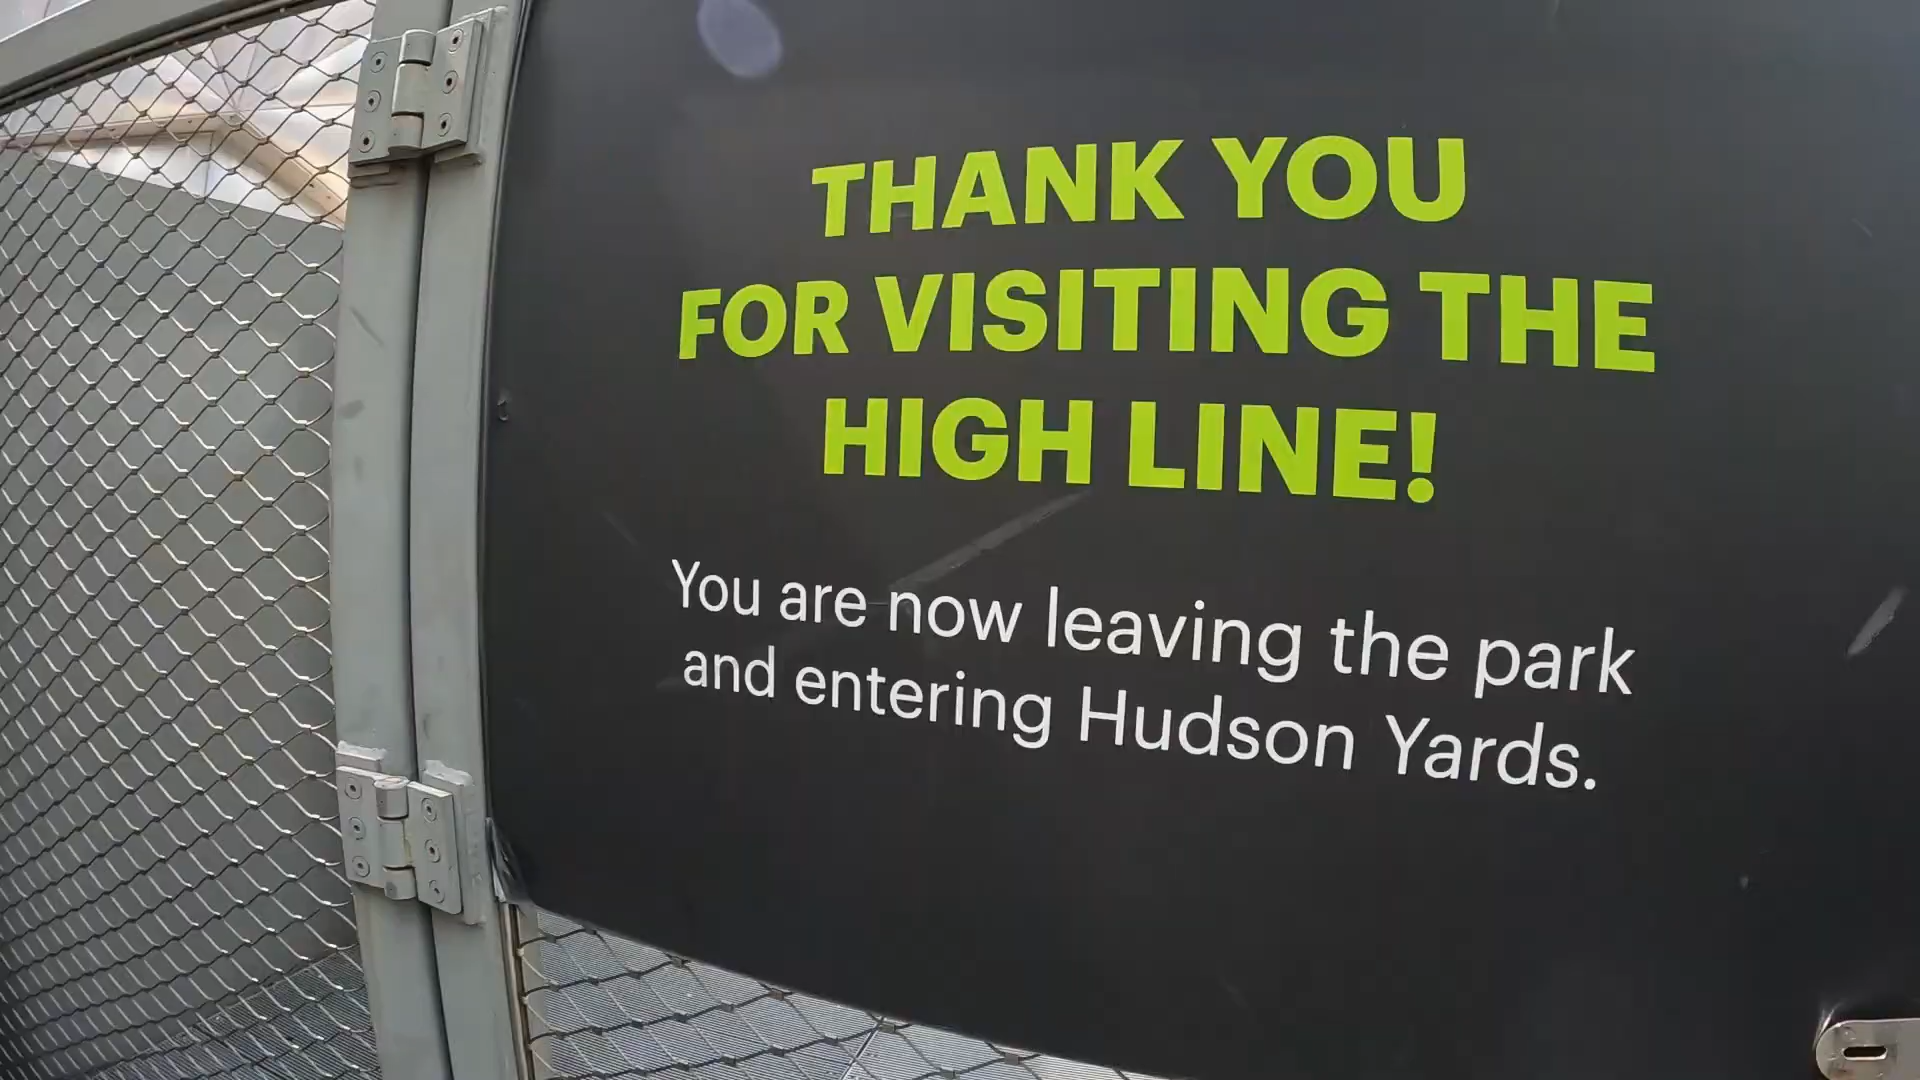 THANK YOU
FOR VISITING THE
HIGH LINE!
You are now leaving the park
and entering Hudson Yards.